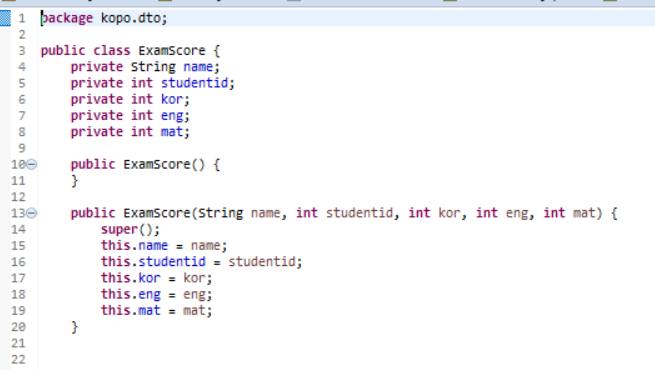 1 package kopo.dto;
2
3 public class ExamScore {
4 private String name;
5 private int studentid;
6 private int kor;
7 private int eng;
8 private int mat;
9
10 public ExamScore() {
11 }
12
13 public ExamScore(String name, int studentid, int kor, int eng, int mat) {
14 super();
15 this.name = name;
16 this.studentid = studentid;
17 this.kor = kor;
18 this.eng = eng;
19 this.mat = mat;
20 }
21
22